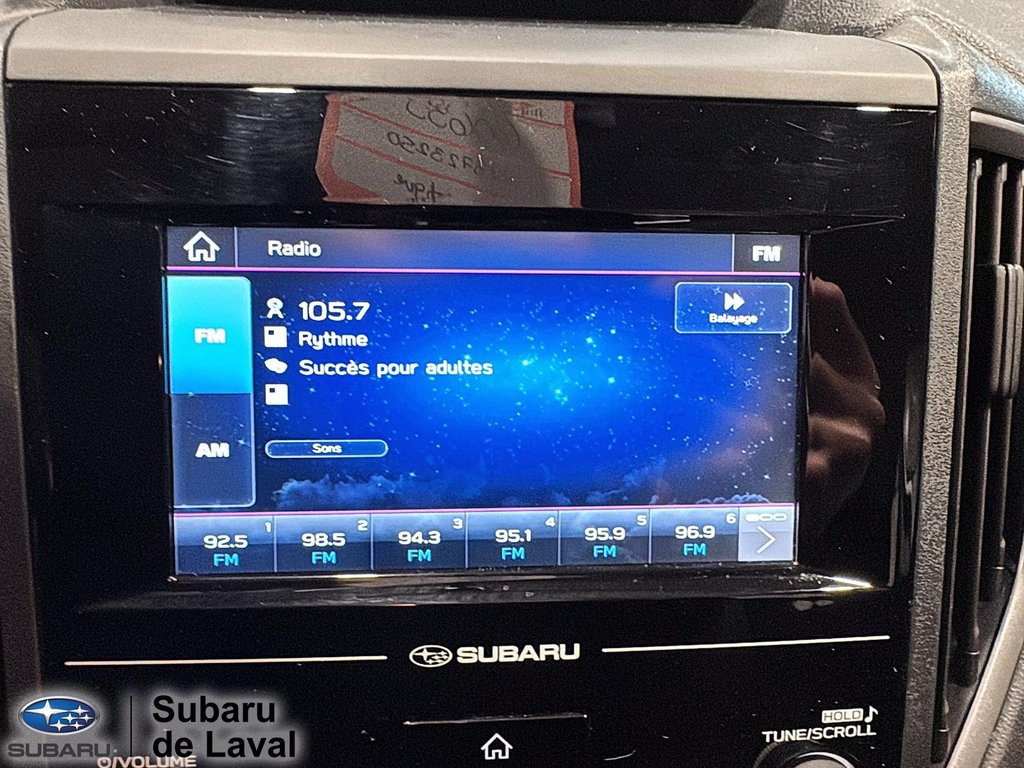 Radio
FM
FM
105.7
Balayage
Rythme
Succès pour adultes
AM
Sons
1 2 3 4 5 6
92.5 98.5 94.3 95.1 95.9 96.9
FM FM FM FM FM FM
SUBARU
HOLD
TUNE/SCROLL
SUBARU
Subaru
de Laval
/VOLUME